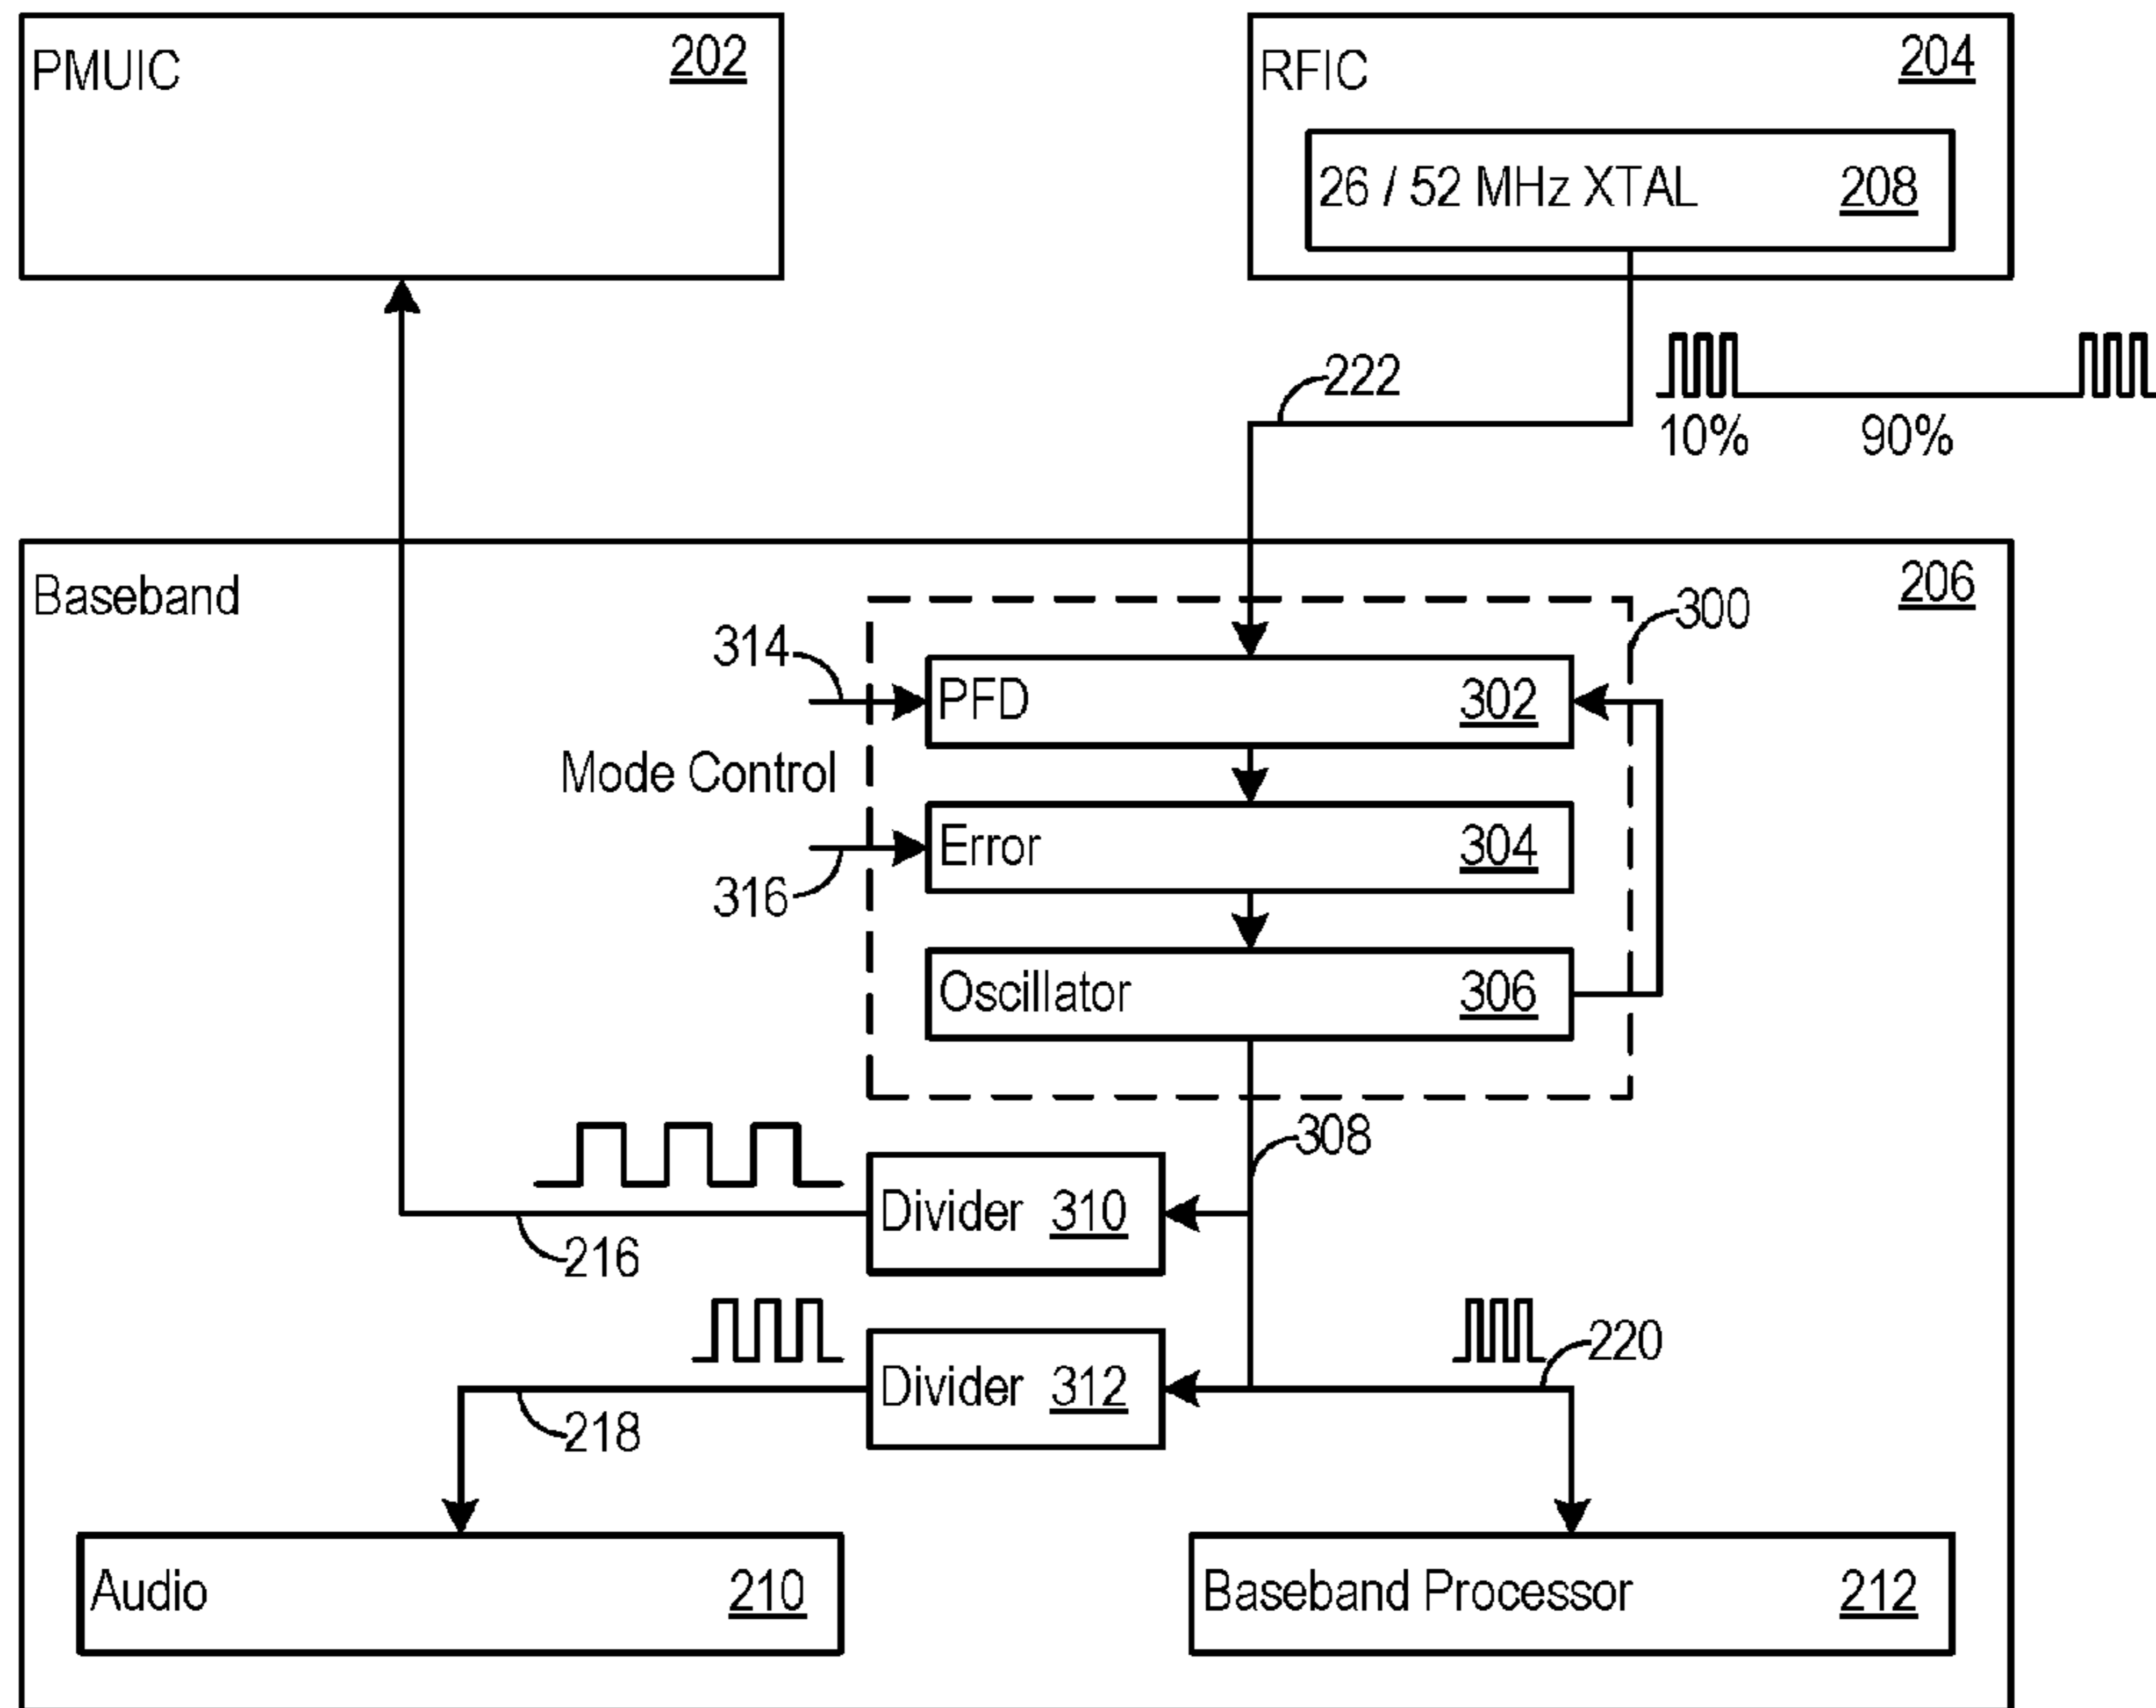 PMUIC 202
RFIC 204
26 / 52 MHz XTAL 208
222
10% 90%
Baseband 206
300
314
PFD 302
Mode Control
Error 304
316
Oscillator 306
308
Divider 310
216
220
Divider 312
218
Audio 210
Baseband Processor 212